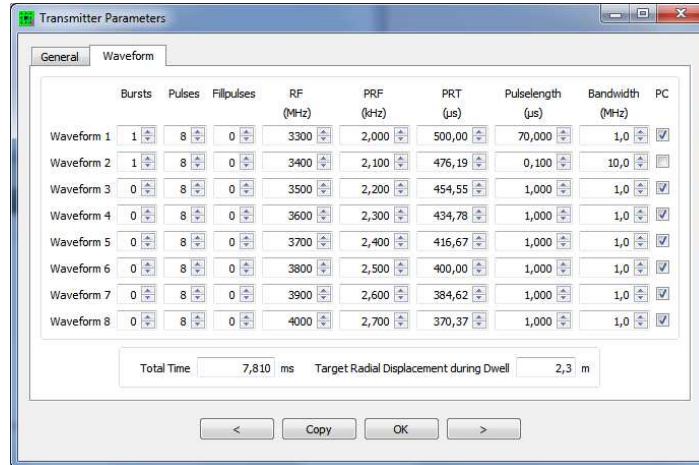 Transmitter Parameters
General Waveform
Bursts Pulses Fillpulses RF PRF PRT Pulselength Bandwidth PC
(MHz) (kHz) (µs) (µs) (MHz)
Waveform 1 1 8 0 3300 2,000 500,00 70,000 1,0
Waveform 2 1 8 0 3400 2,100 476,19 0,100 10,0
Waveform 3 0 8 0 3500 2,200 454,55 1,000 1,0
Waveform 4 0 8 0 3600 2,300 434,78 1,000 1,0
Waveform 5 0 8 0 3700 2,400 416,67 1,000 1,0
Waveform 6 0 8 0 3800 2,500 400,00 1,000 1,0
Waveform 7 0 8 0 3900 2,600 384,62 1,000 1,0
Waveform 8 0 8 0 4000 2,700 370,37 1,000 1,0
Total Time 7,810 ms Target Radial Displacement during Dwell 2,3 m
< Copy OK >